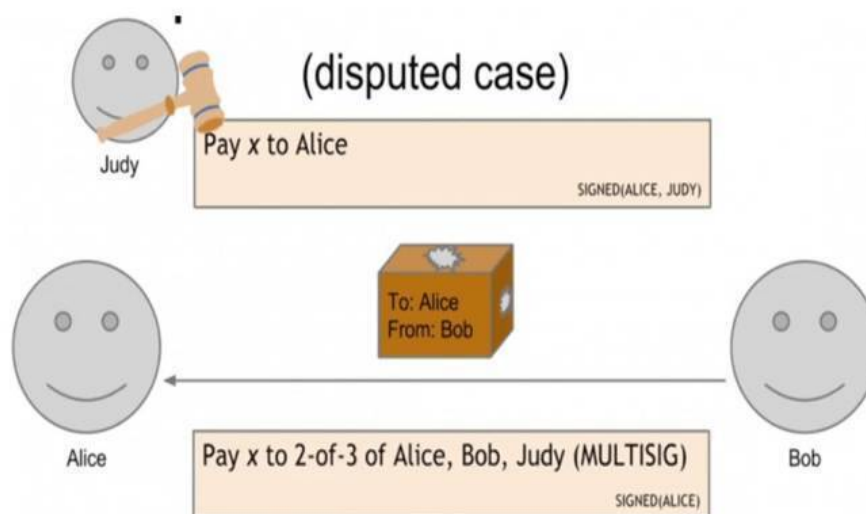 (disputed case)
Judy
Pay x to Alice
SIGNED(ALICE, JUDY)
To: Alice
From: Bob
Alice
Bob
Pay x to 2-of-3 of Alice, Bob, Judy (MULTISIG)
SIGNED(ALICE)